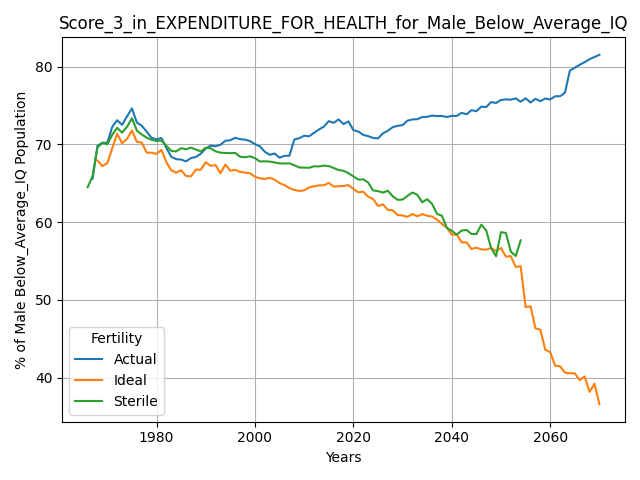 Score_3_in_EXPENDITURE_FOR_HEALTH_for_Male_Below_Average_IQ
% of Male Below_Average_IQ Population
80
70
60
50
40
Fertility
Actual
Ideal
Sterile
1980 2000 2020 2040 2060
Years